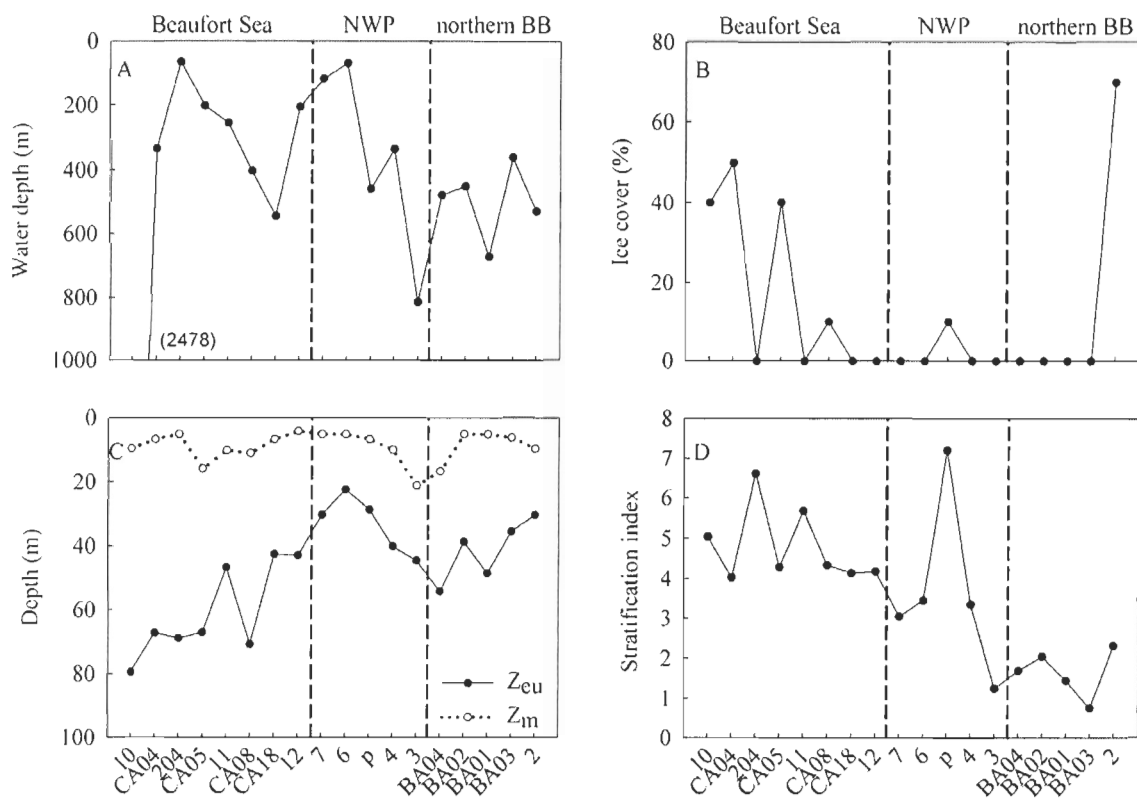 Beaufort Sea NWP northern BB
A
Water depth (m)
0
200
400
600
800
1000
(2478)
Beaufort Sea NWP northern BB
B
Ice cover (%)
80
60
40
20
0
C
Depth (m)
0
20
40
60
80
100
Zeu
Zm
10 CA04 204 CA05 11 CA08 CA18 12 7 6 P 4 3 BA04 BA02 BA01 BA03 2
D
Stratification index
8
7
6
5
4
3
2
1
0
10 CA04 204 CA05 11 CA08 CA18 12 7 6 P 4 3 BA04 BA02 BA01 BA03 2